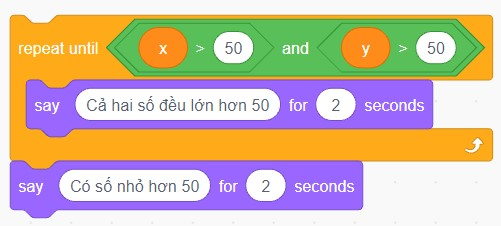 repeat until x > 50 and y > 50
say Cả hai số đều lớn hơn 50 for 2 seconds
say Có số nhỏ hơn 50 for 2 seconds